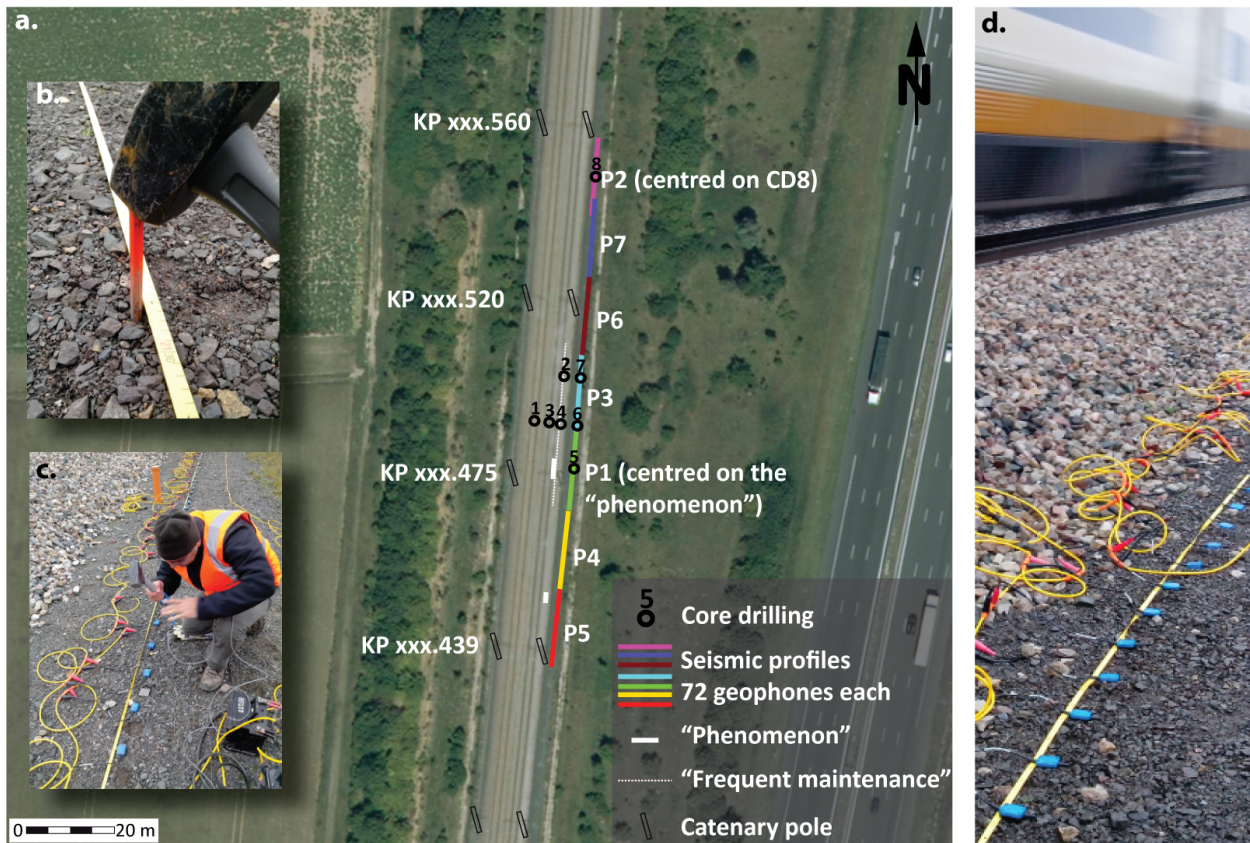 a.
b.
c.
d.
N
KP xxx.560
8
P2 (centred on CD8)
P7
KP xxx.520
P6
2
7
P3
1
3
4
6
5
KP xxx.475
P1 (centred on the
“phenomenon”)
P4
KP xxx.439
P5
5
Core drilling
Seismic profiles
72 geophones each
“Phenomenon”
“Frequent maintenance”
Catenary pole
0
20 m